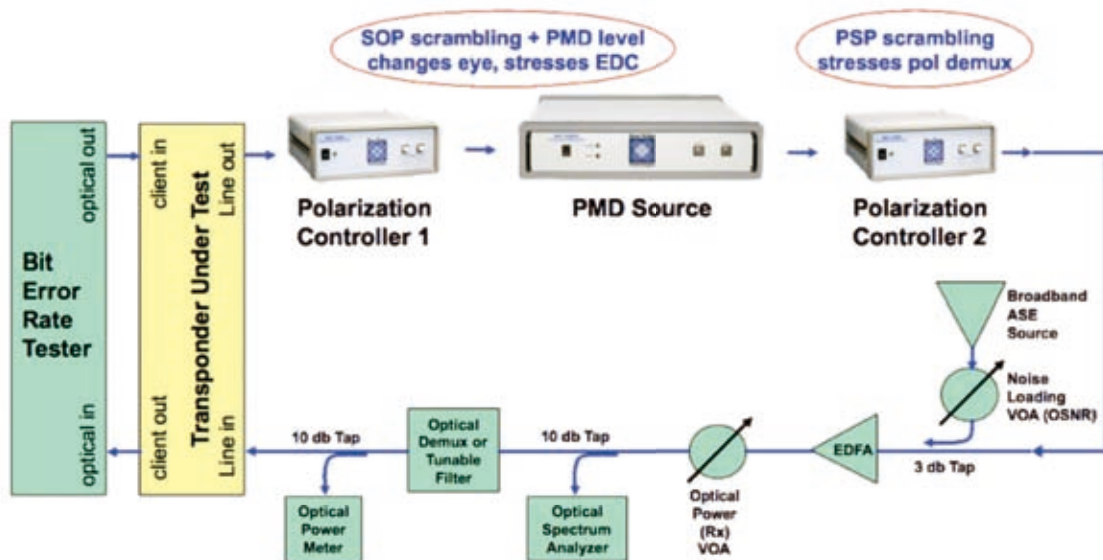 SOP scrambling + PMD level
changes eye, stresses EDC
PSP scrambling
stresses pol demux
optical out
client in
Line out
Polarization
Controller 1
PMD Source
Polarization
Controller 2
Bit
Error
Rate
Tester
Transponder Under Test
Broadband
ASE
Source
Noise
Loading
VOA (OSNR)
optical in
client out
Line in
10 db Tap
Optical
Demux or
Tunable
Filter
10 db Tap
EDFA
3 db Tap
Optical
Power
Meter
Optical
Spectrum
Analyzer
Optical
Power
(Rx)
VOA